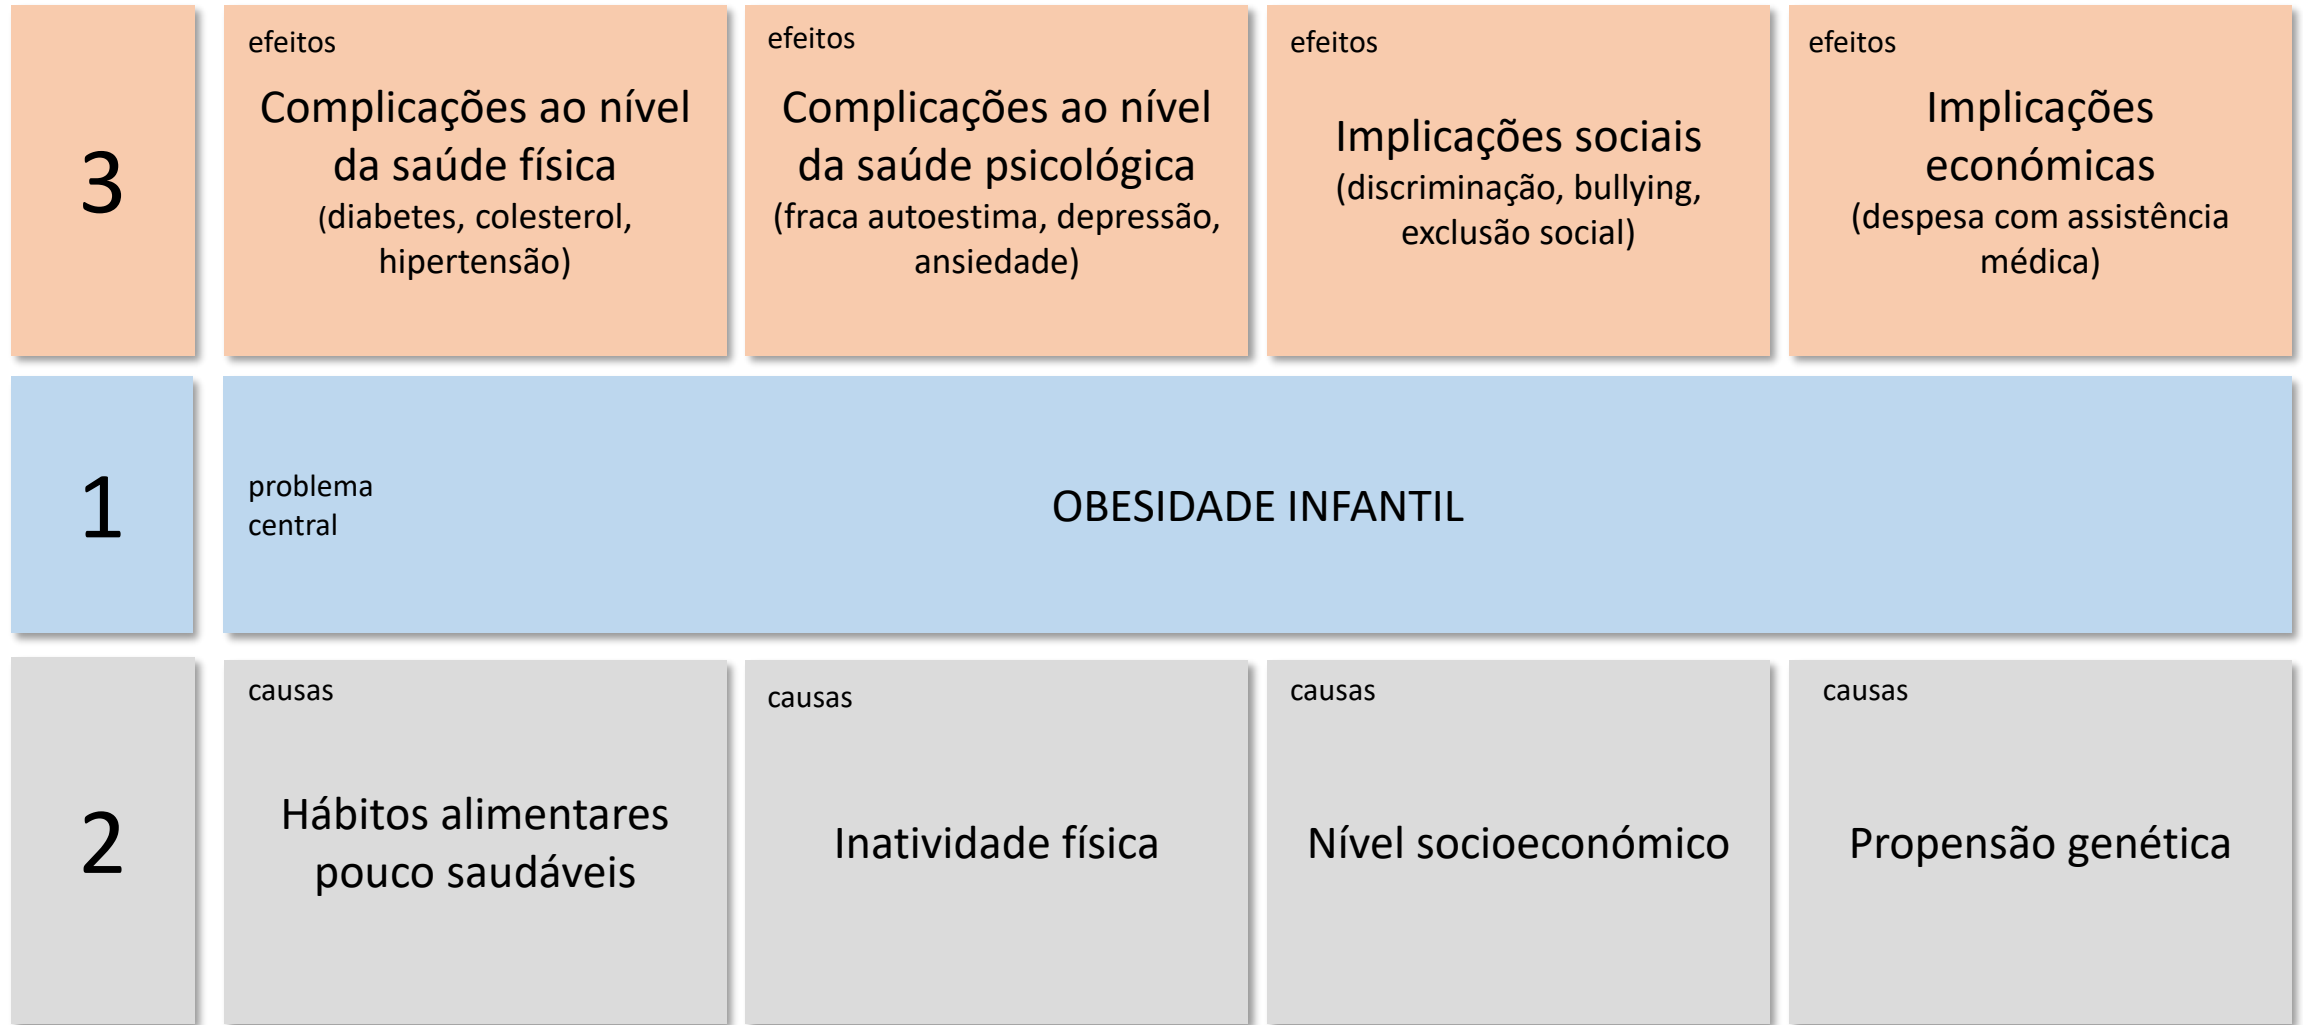 3
efeitos
Complicações ao nível
da saúde física
(diabetes, colesterol,
hipertensão)
efeitos
Complicações ao nível
da saúde psicológica
(fraca autoestima, depressão,
ansiedade)
efeitos
Implicações sociais
(discriminação, bullying,
exclusão social)
efeitos
Implicações
económicas
(despesa com assistência
médica)
1
problema
central
OBESIDADE INFANTIL
2
causas
Hábitos alimentares
pouco saudáveis
causas
Inatividade física
causas
Nível socioeconómico
causas
Propensão genética